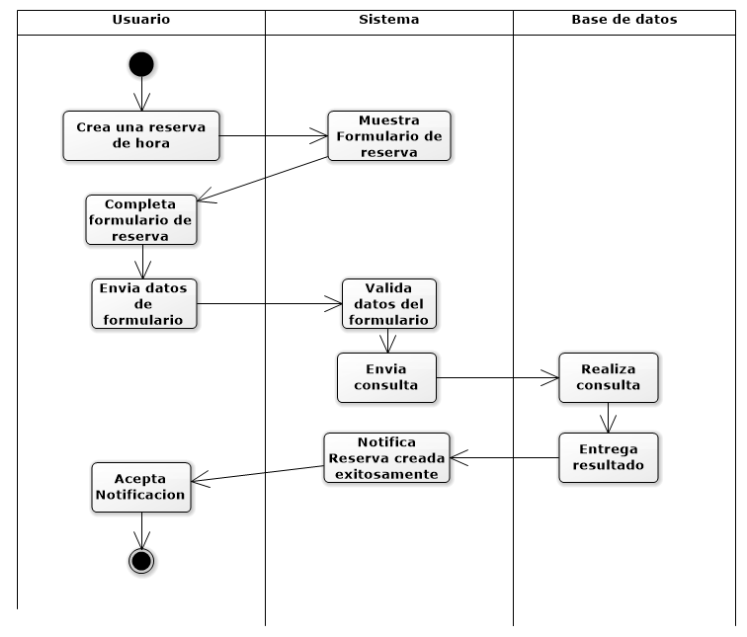 Usuario
Sistema
Base de datos
Crea una reserva
de hora
Muestra
Formulario de
reserva
Completa
formulario de
reserva
Envia datos
de
formulario
Valida
datos del
formulario
Envia
consulta
Realiza
consulta
Entrega
resultado
Notifica
Reserva creada
exitosamente
Acepta
Notificacion